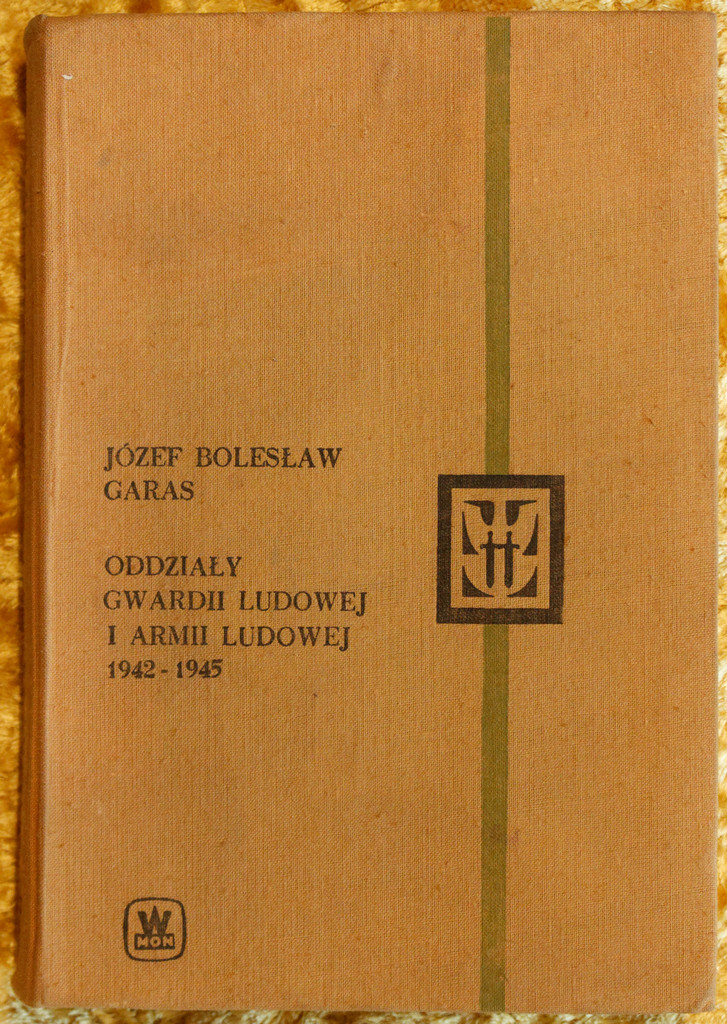 JÓZEF BOLESŁAW
GARAS
ODDZIAŁY
GWARDII LUDOWEJ
I ARMII LUDOWEJ
1942 - 1945
W
MON